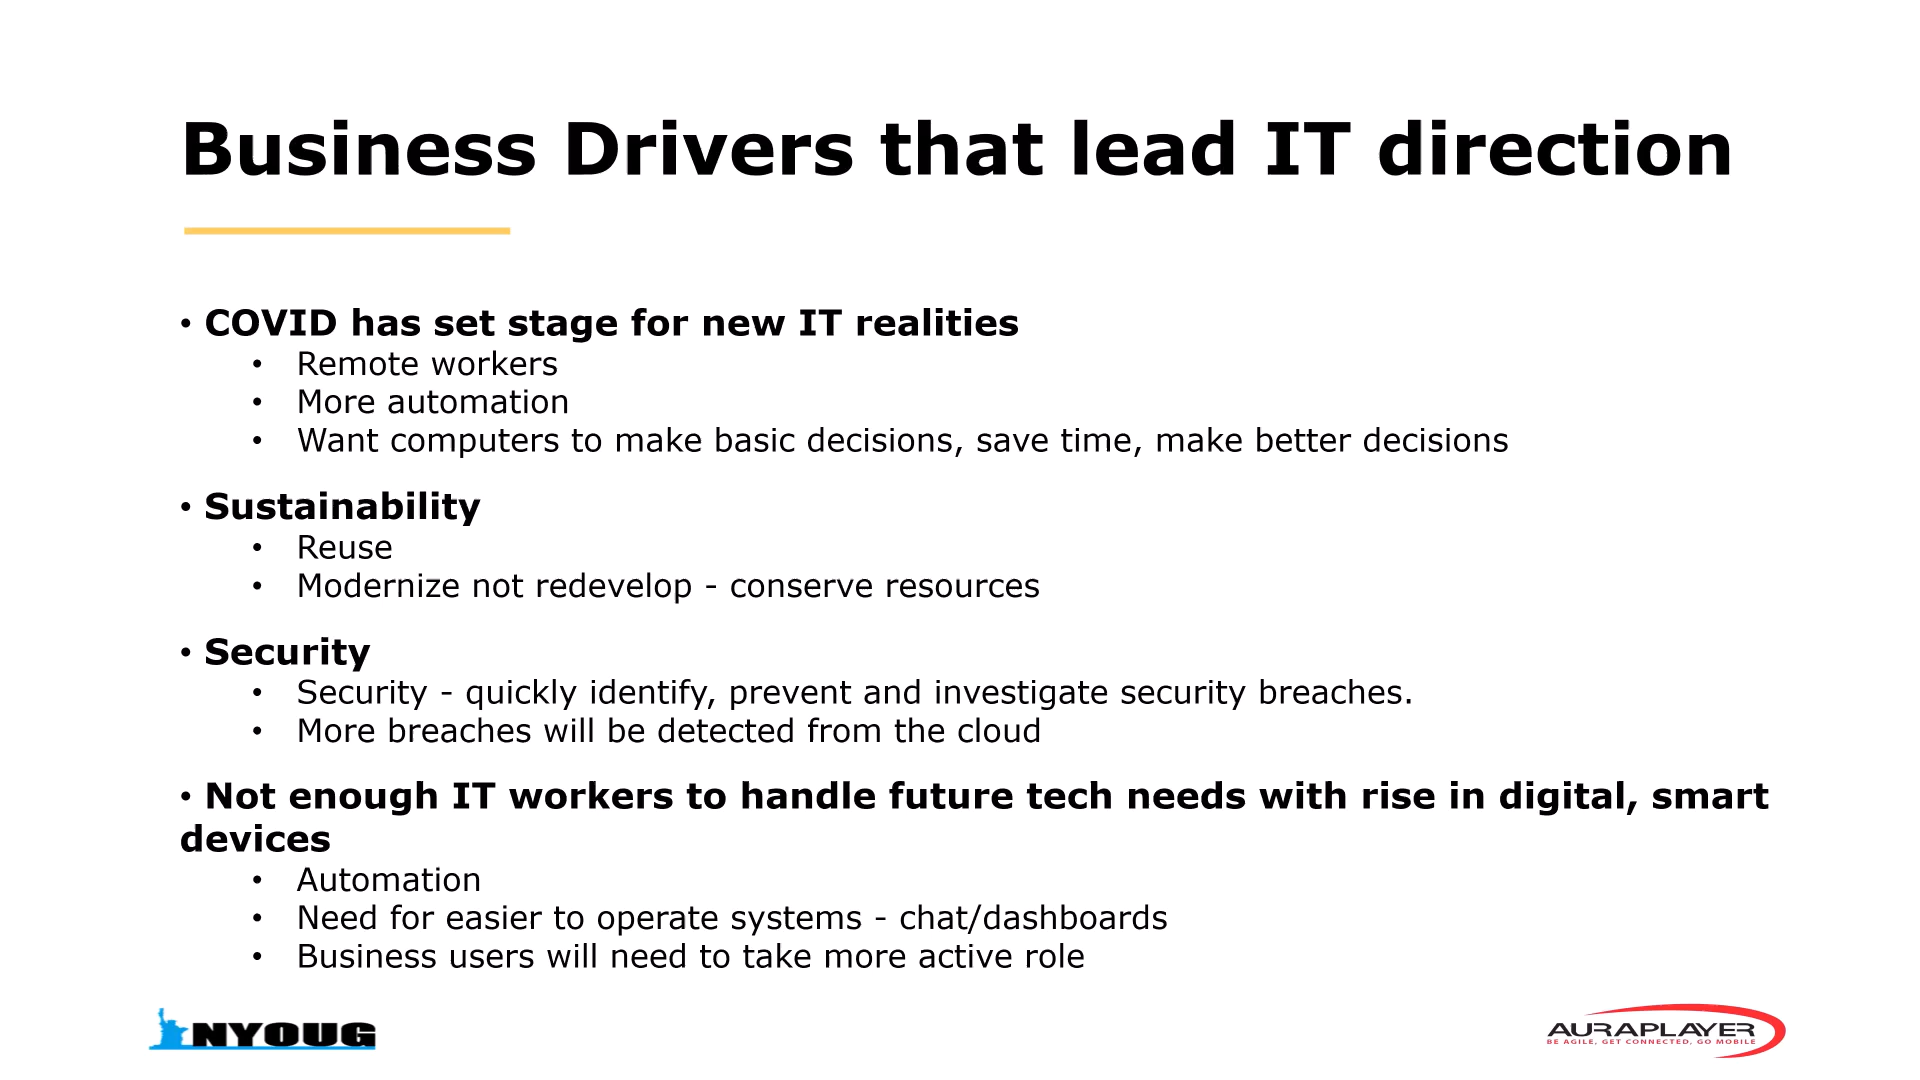 Business Drivers that lead IT direction
• COVID has set stage for new IT realities
• Remote workers
• More automation
• Want computers to make basic decisions, save time, make better decisions
• Sustainability
• Reuse
• Modernize not redevelop - conserve resources
• Security
• Security - quickly identify, prevent and investigate security breaches.
• More breaches will be detected from the cloud
• Not enough IT workers to handle future tech needs with rise in digital, smart
devices
• Automation
• Need for easier to operate systems - chat/dashboards
• Business users will need to take more active role
NYOUG
AURAPLAYER
BE AGILE, GET CONNECTED, GO MOBILE